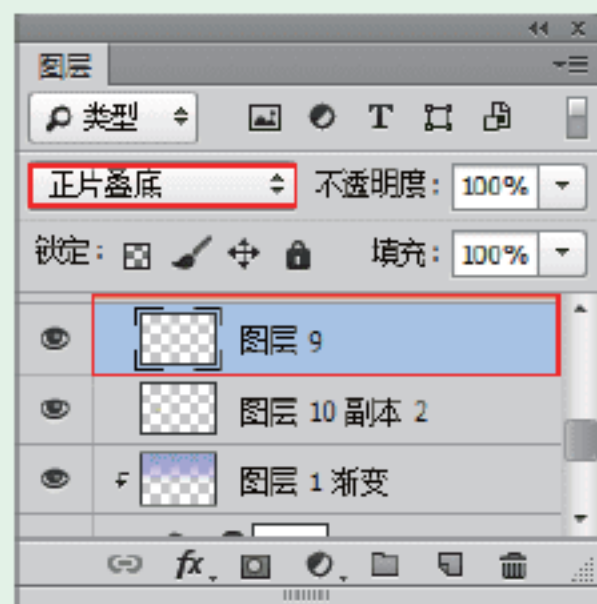 图层
类型 T
正片叠底 不透明度: 100%
锁定: 填充: 100%
图层 9
图层 10 副本 2
图层 1 渐变
fx.